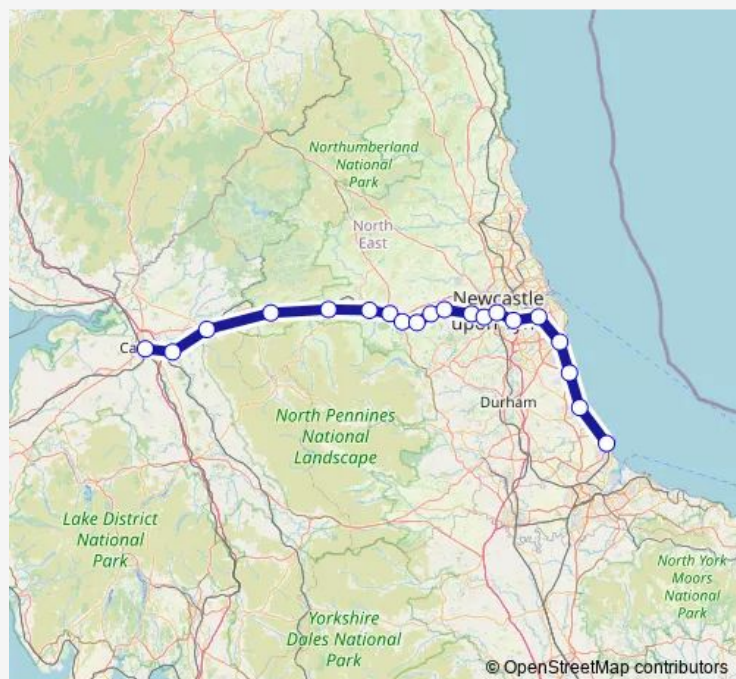 Northumberland
National
Park
North
East
Newcastle
Ca
Durham
North Pennines
National
Landscape
Lake District
National
Park
North York
Moors
National
Park
Yorkshire
Dales National
Park
© OpenStreetMap contributors